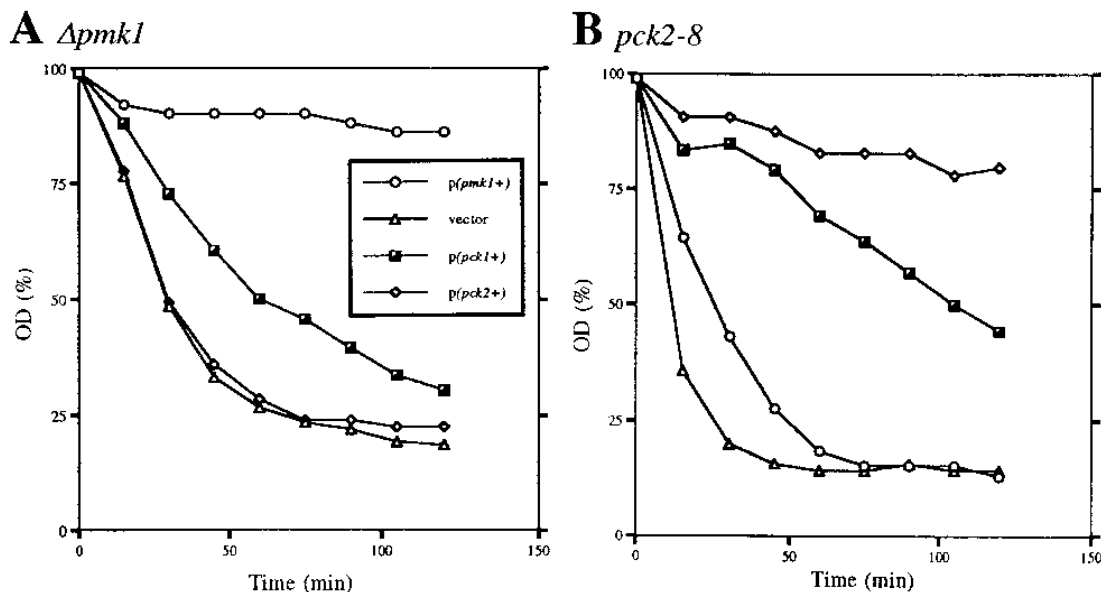 A Δpmk1
100
75
50
25
0
OD (%)
0 50 100 150
Time (min)
p(pmk1+)
vector
p(pck1+)
p(pck2+)
B pck2-8
100
75
50
25
0
OD (%)
0 50 100 150
Time (min)